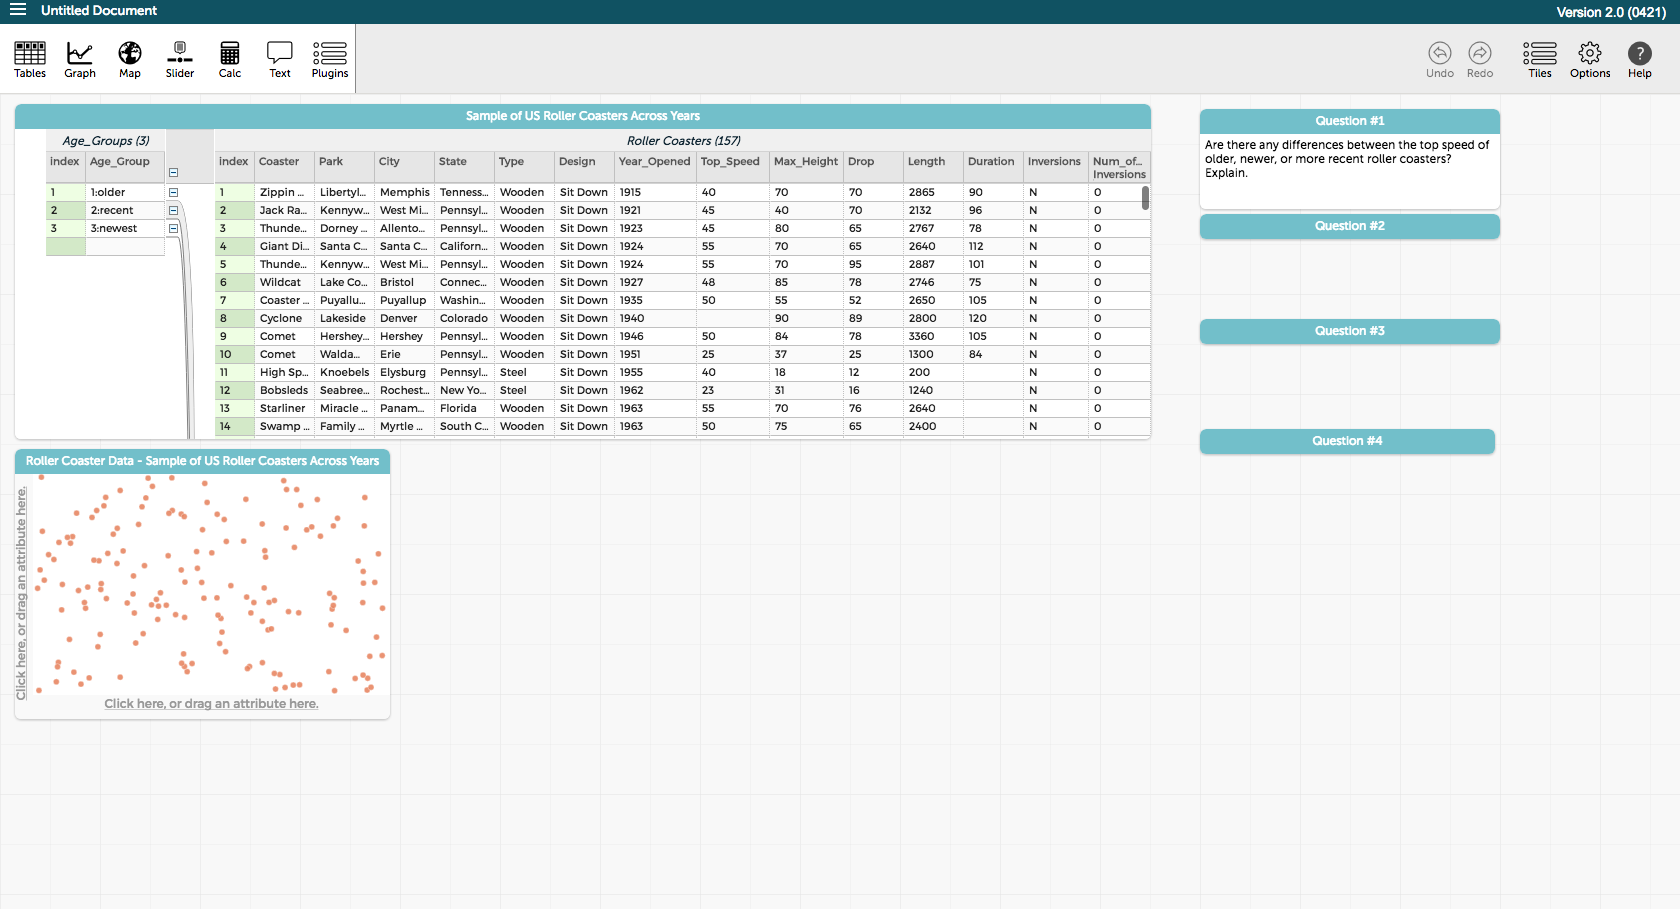 Untitled Document
Version 2.0 (0421)
Tables Graph Map Slider Calc Text Plugins
Undo Redo Tiles Options Help
Sample of US Roller Coasters Across Years
Age_Groups (3)
index Age_Group
1 1:older
2 2:recent
3 3:newest
Roller Coasters (157)
index Coaster Park City State Type Design Year_Opened Top_Speed Max_Height Drop Length Duration Inversions Num_of... Inversions
1 Zippin ... Libertyl... Memphis Tenness... Wooden Sit Down 1915 40 70 70 2865 90 N 0
2 Jack Ra... Kennyw... West Mi... Pennsyl... Wooden Sit Down 1921 45 40 70 2132 96 N 0
3 Thunde... Dorney ... Allento... Pennsyl... Wooden Sit Down 1923 45 80 65 2767 78 N 0
4 Giant Di... Santa C... Santa C... Californ... Wooden Sit Down 1924 55 70 65 2640 112 N 0
5 Thunde... Kennyw... West Mi... Pennsyl... Wooden Sit Down 1924 55 70 95 2887 101 N 0
6 Wildcat Lake Co... Bristol Connec... Wooden Sit Down 1927 48 85 78 2746 75 N 0
7 Coaster ... Puyallu... Puyallup Washin... Wooden Sit Down 1935 50 55 52 2650 105 N 0
8 Cyclone Lakeside Denver Colorado Wooden Sit Down 1940 90 89 2800 120 N 0
9 Comet Hershey... Hershey Pennsyl... Wooden Sit Down 1946 50 84 78 3360 105 N 0
10 Comet Walda... Erie Pennsyl... Wooden Sit Down 1951 25 37 25 1300 84 N 0
11 High Sp... Knoebels Elysburg Pennsyl... Steel Sit Down 1955 40 18 12 200 N 0
12 Bobsleds Seabree... Rochest... New Yo... Steel Sit Down 1962 23 31 16 1240 N 0
13 Starliner Miracle ... Panam... Florida Wooden Sit Down 1963 55 70 76 2640 N 0
14 Swamp ... Family ... Myrtle ... South C... Wooden Sit Down 1963 50 75 65 2400 N 0
Question #1
Are there any differences between the top speed of
older, newer, or more recent roller coasters?
Explain.
Question #2
Question #3
Question #4
Roller Coaster Data - Sample of US Roller Coasters Across Years
Click here, or drag an attribute here.
Click here, or drag an attribute here.